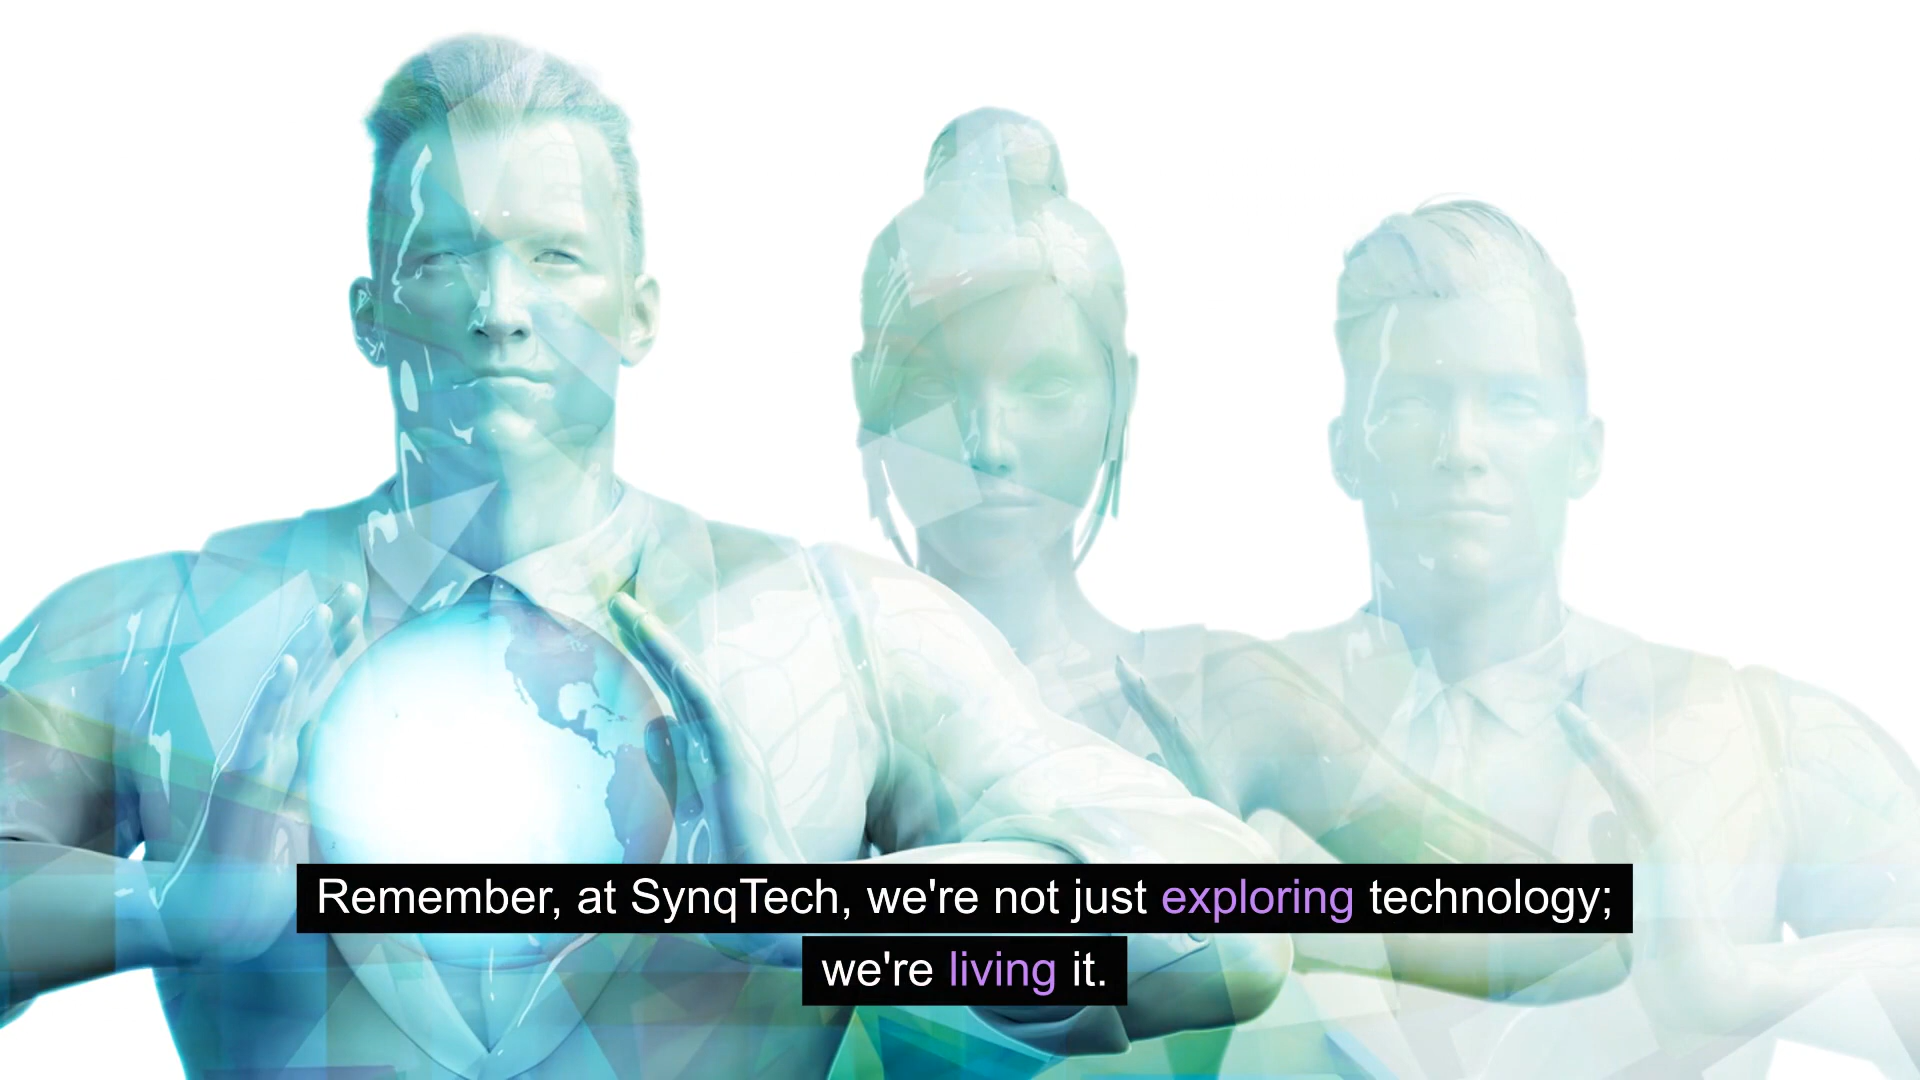 Remember, at SynqTech, we're not just exploring technology;
we're living it.